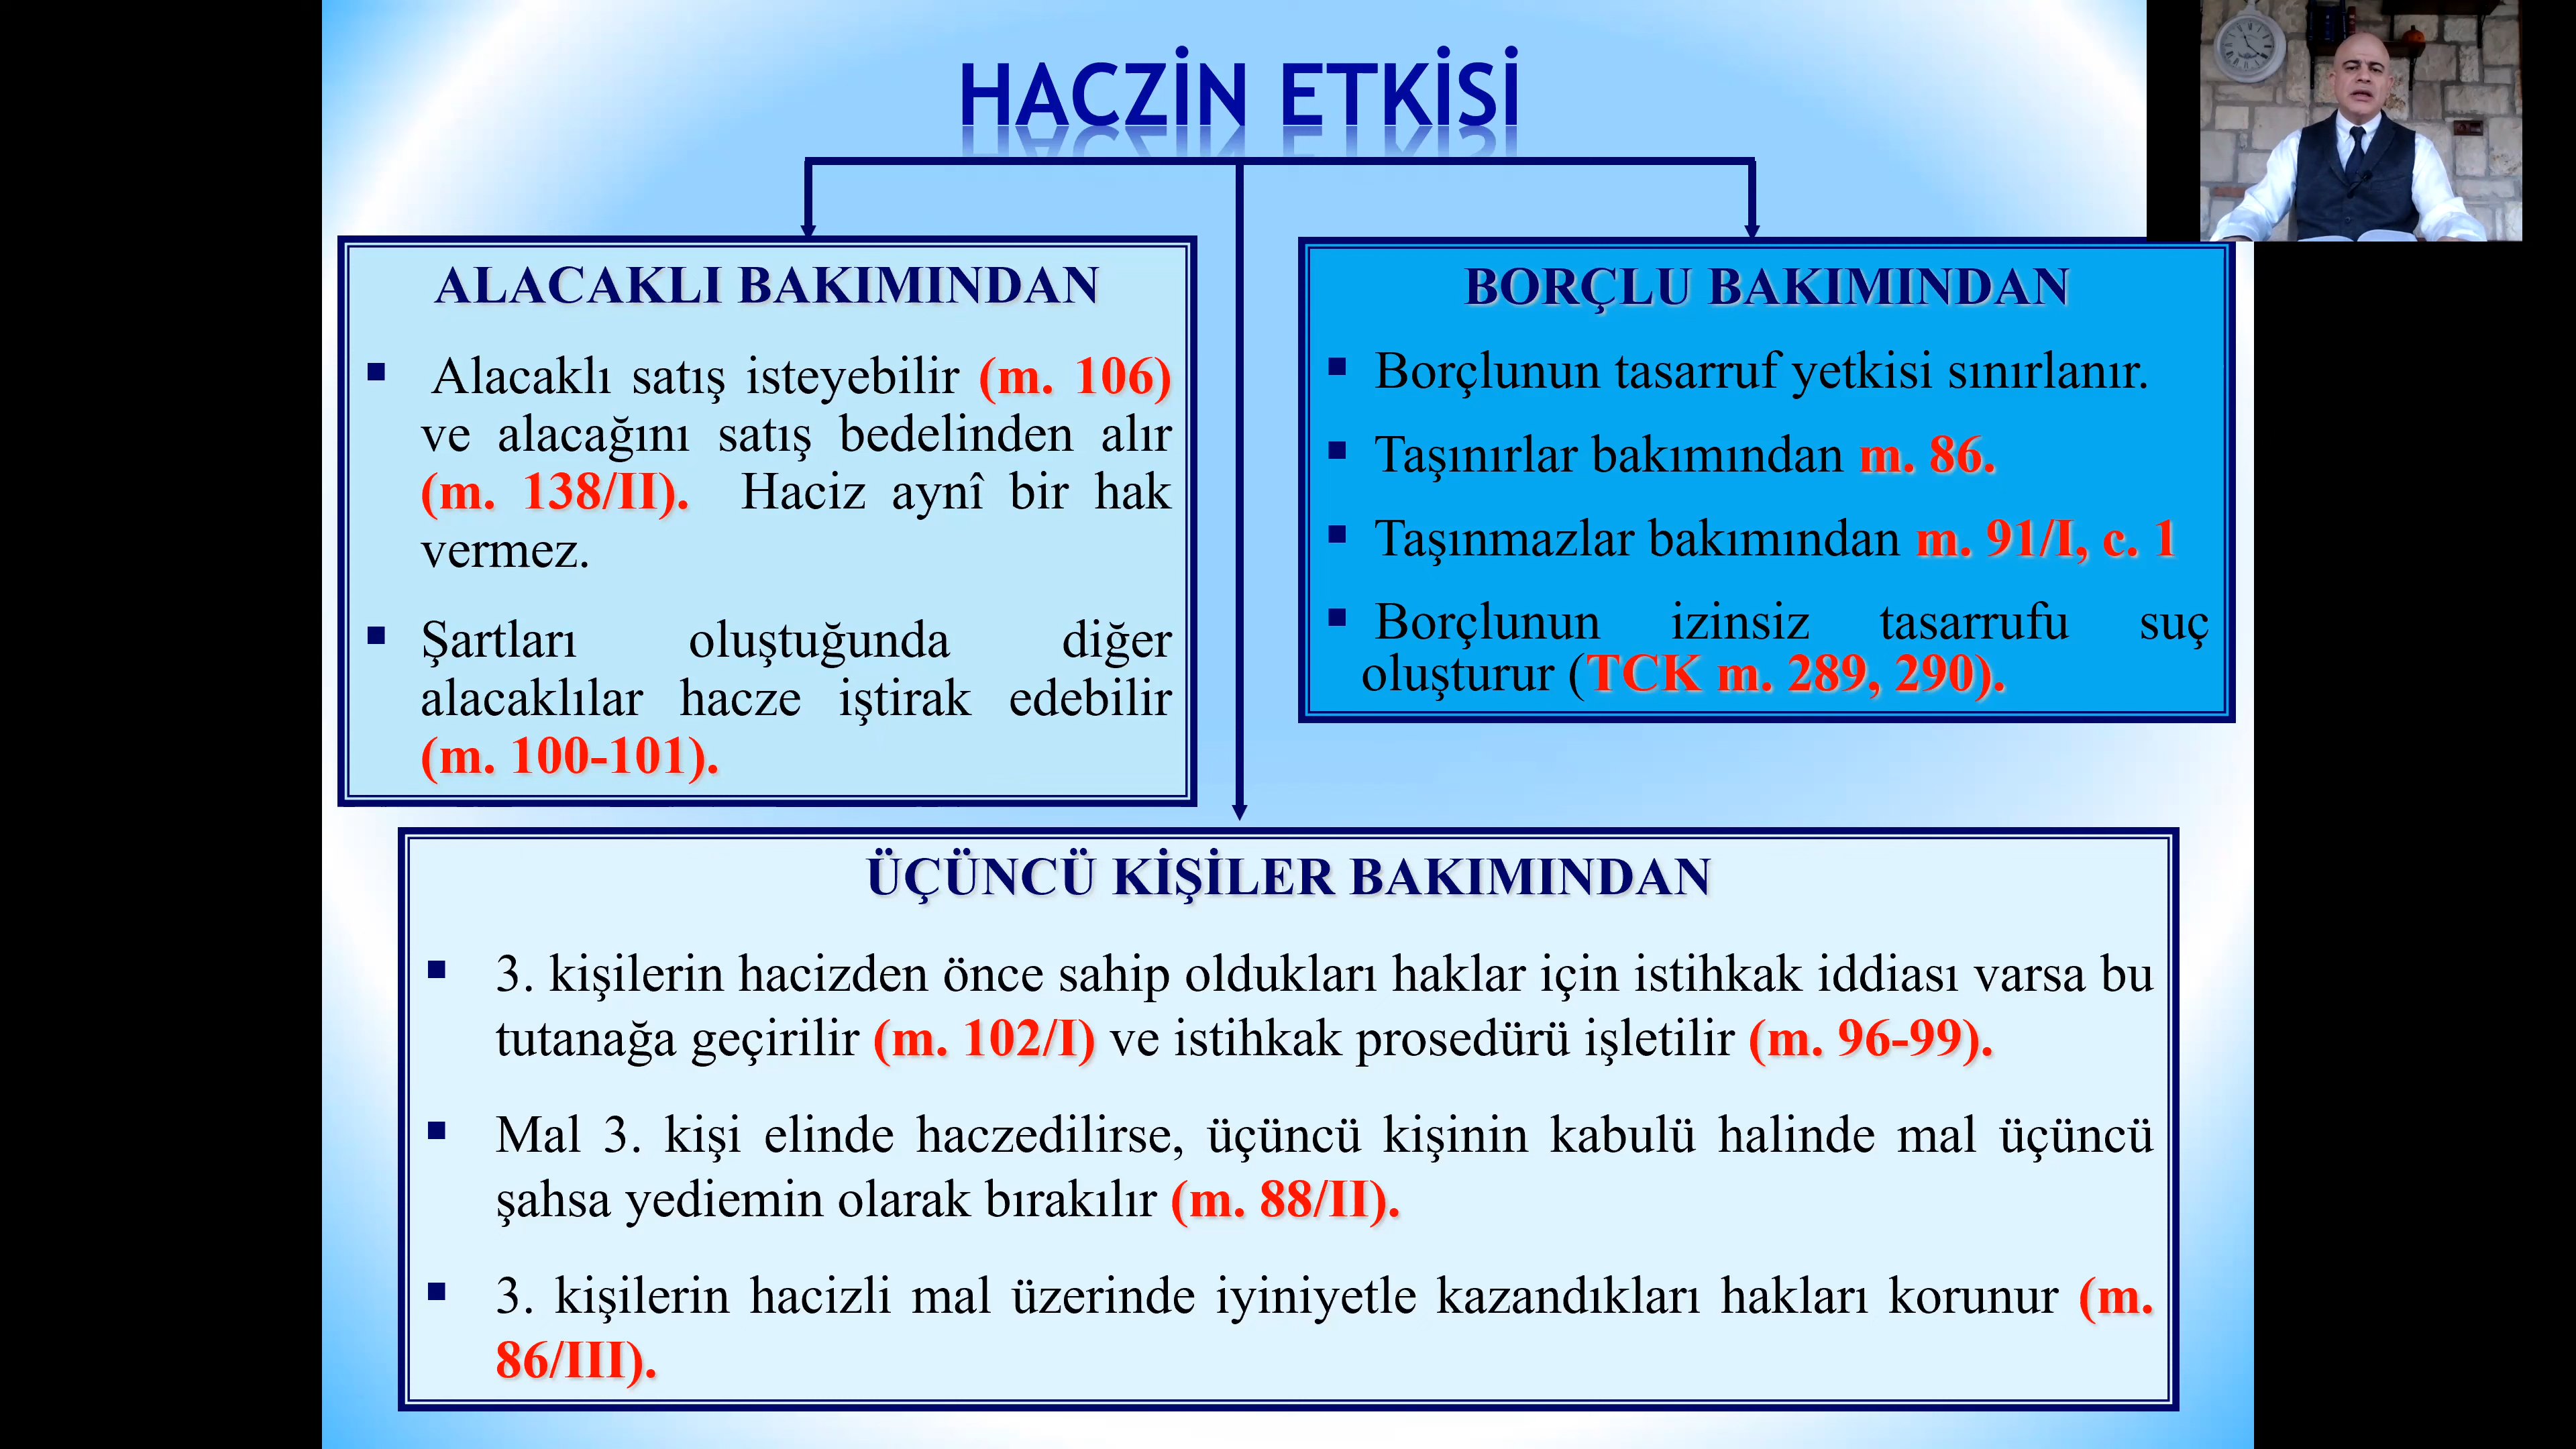 HACZİN ETKİSİ
ALACAKLI BAKIMINDAN
▪ Alacaklı satış isteyebilir (m. 106)
ve alacağını satış bedelinden alır
(m. 138/II). Haciz aynî bir hak
vermez.
▪ Şartları oluştuğunda diğer
alacaklılar hacze iştirak edebilir
(m. 100-101).
BORÇLU BAKIMINDAN
▪ Borçlunun tasarruf yetkisi sınırlanır.
▪ Taşınırlar bakımından m. 86.
▪ Taşınmazlar bakımından m. 91/I, c. 1
▪ Borçlunun izinsiz tasarrufu suç
oluşturur (TCK m. 289, 290).
ÜÇÜNCÜ KİŞİLER BAKIMINDAN
▪ 3. kişilerin hacizden önce sahip oldukları haklar için istihkak iddiası varsa bu
tutanağa geçirilir (m. 102/I) ve istihkak prosedürü işletilir (m. 96-99).
▪ Mal 3. kişi elinde haczedilirse, üçüncü kişinin kabulü halinde mal üçüncü
şahsa yediemin olarak bırakılır (m. 88/II).
▪ 3. kişilerin hacizli mal üzerinde iyiniyetle kazandıkları hakları korunur (m.
86/III).